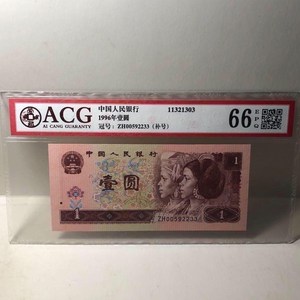 ACG
AI CANG GUARANTY
中国人民银行
1996年壹圆
冠号：ZH00592233（补号）
11321303
66
EPG
中国人民银行
壹圆
1
1
ZH00592233